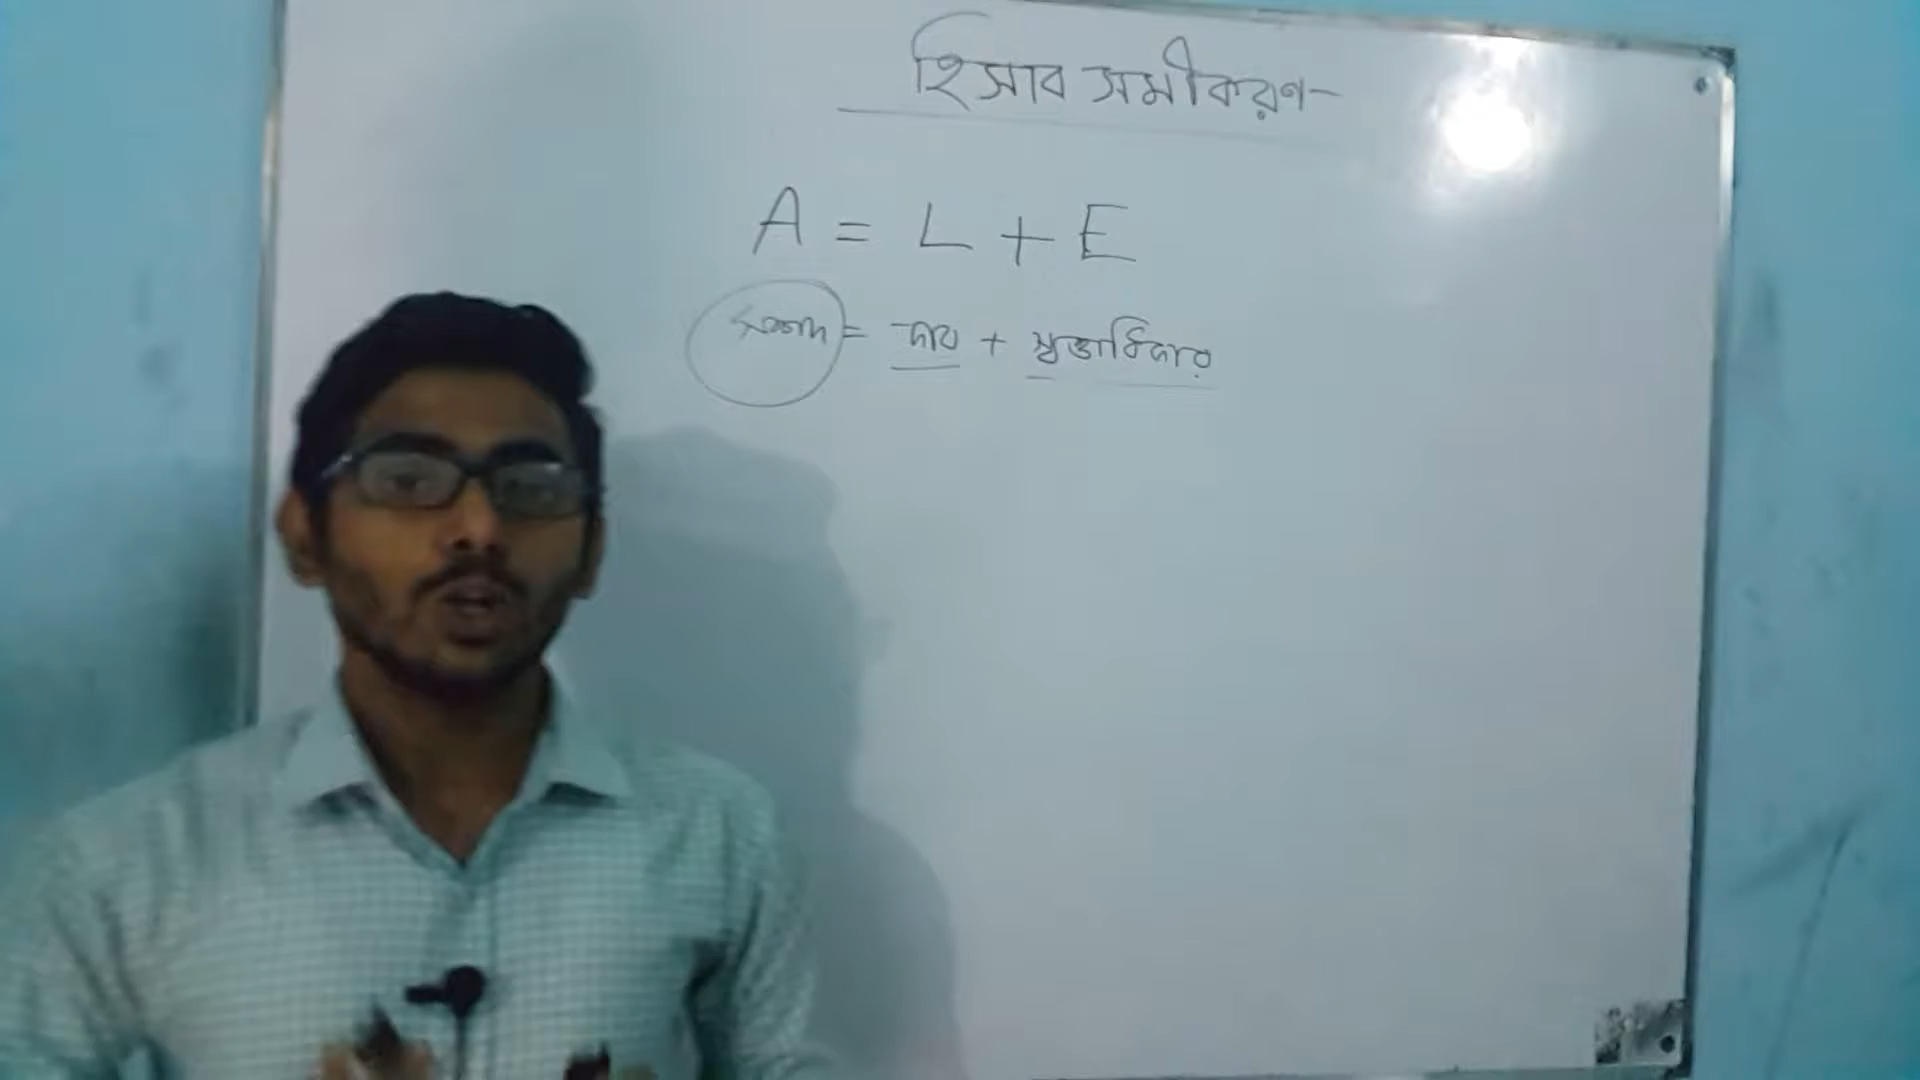 হিসাব সমীকরণ-
A = L + E
সম্পদ = দায় + স্বত্তাধিকার